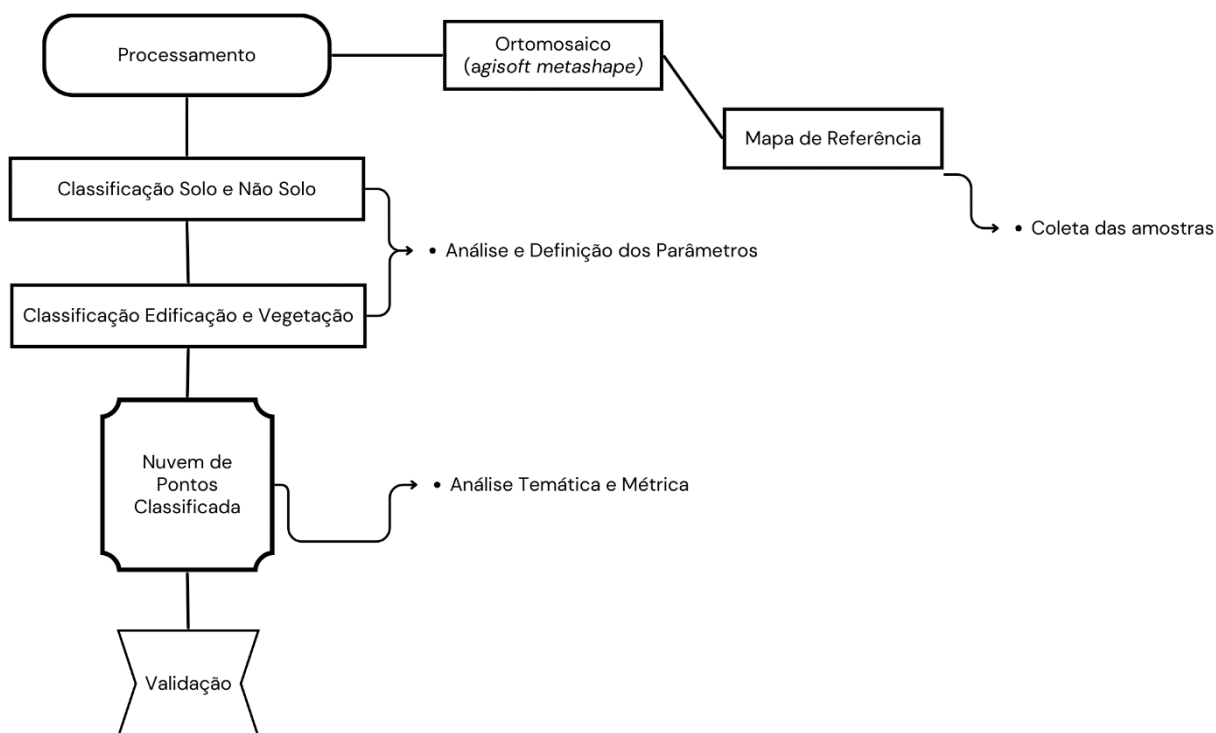 Processamento
Ortomosaico
(agisoft metashape)
Mapa de Referência
Classificação Solo e Não Solo
• Coleta das amostras
• Análise e Definição dos Parâmetros
Classificação Edificação e Vegetação
Nuvem de
Pontos
Classificada
• Análise Temática e Métrica
Validação